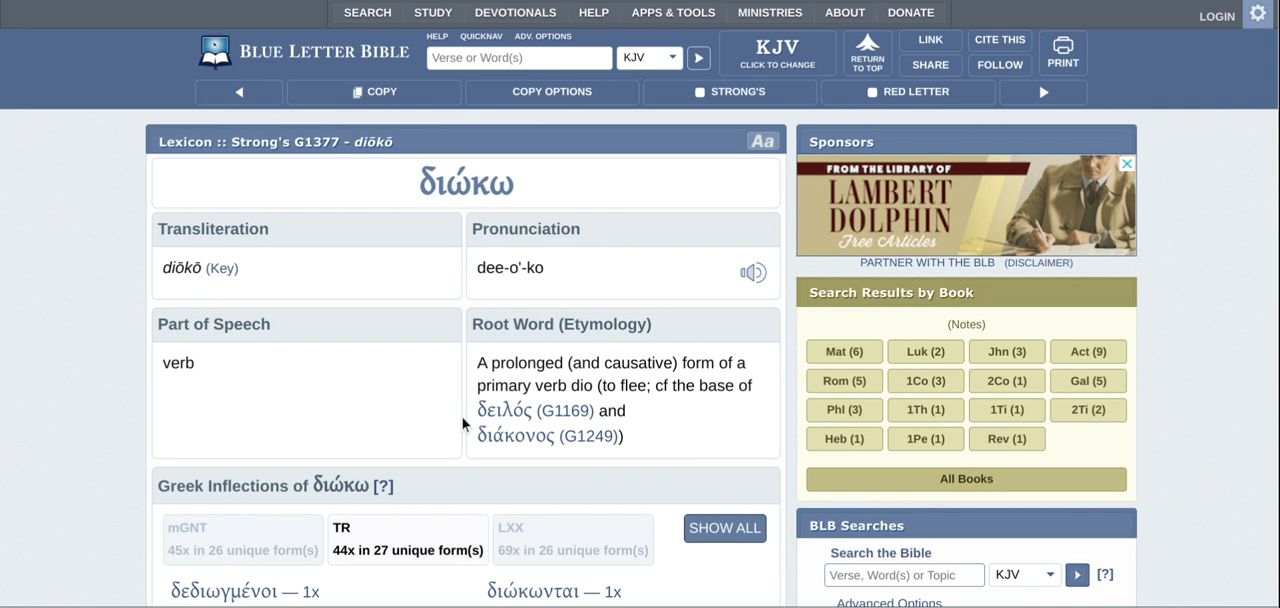 SEARCH STUDY DEVOTIONALS HELP APPS & TOOLS MINISTRIES ABOUT DONATE
LOGIN
BLUE LETTER BIBLE
HELP QUICKNAV ADV. OPTIONS
Verse or Word(s) KJV
KJV
CLICK TO CHANGE
RETURN
TO TOP
LINK
CITE THIS
SHARE
FOLLOW
PRINT
COPY COPY OPTIONS STRONG'S RED LETTER
Lexicon :: Strong's G1377 - diōkō
Aa
διώκω
Transliteration
diōkō (Key)
Pronunciation
dee-o'-ko
Part of Speech
verb
Root Word (Etymology)
A prolonged (and causative) form of a
primary verb dio (to flee; cf the base of
δειλός (G1169) and
διάκονος (G1249))
Greek Inflections of διώκω [?]
mGNT
45x in 26 unique form(s)
TR
44x in 27 unique form(s)
LXX
69x in 26 unique form(s)
SHOW ALL
δεδιωγμένοι — 1x
διώκωνται — 1x
Sponsors
FROM THE LIBRARY OF
LAMBERT
DOLPHIN
Free Articles
PARTNER WITH THE BLB (DISCLAIMER)
Search Results by Book
(Notes)
Mat (6) Luk (2) Jhn (3) Act (9)
Rom (5) 1Co (3) 2Co (1) Gal (5)
Phl (3) 1Th (1) 1Ti (1) 2Ti (2)
Heb (1) 1Pe (1) Rev (1)
All Books
BLB Searches
Search the Bible
Verse, Word(s) or Topic KJV [?]
Advanced Options